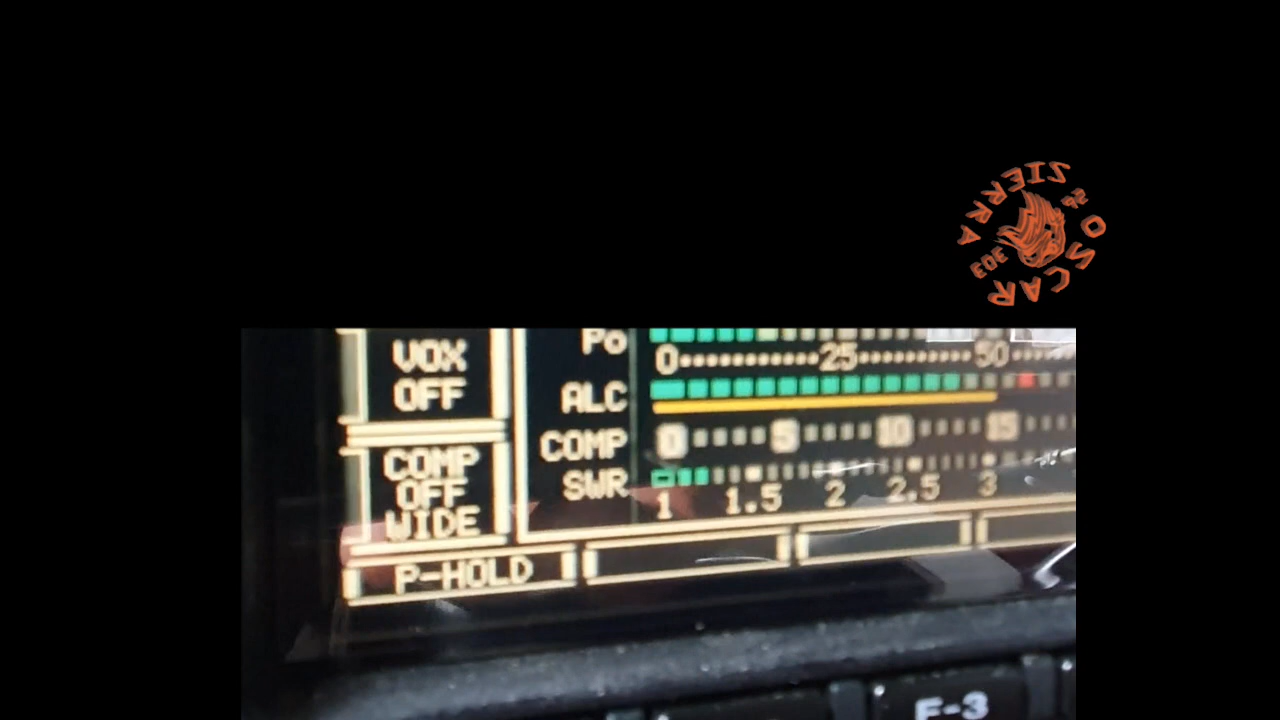 SIERRA OSCAR
EDE
VOX
OFF
Po
0 25 50
ALC
COMP
0 5 10 15
COMP
OFF
WIDE
SWR
1 1.5 2 2.5 3
P-HOLD
F-3